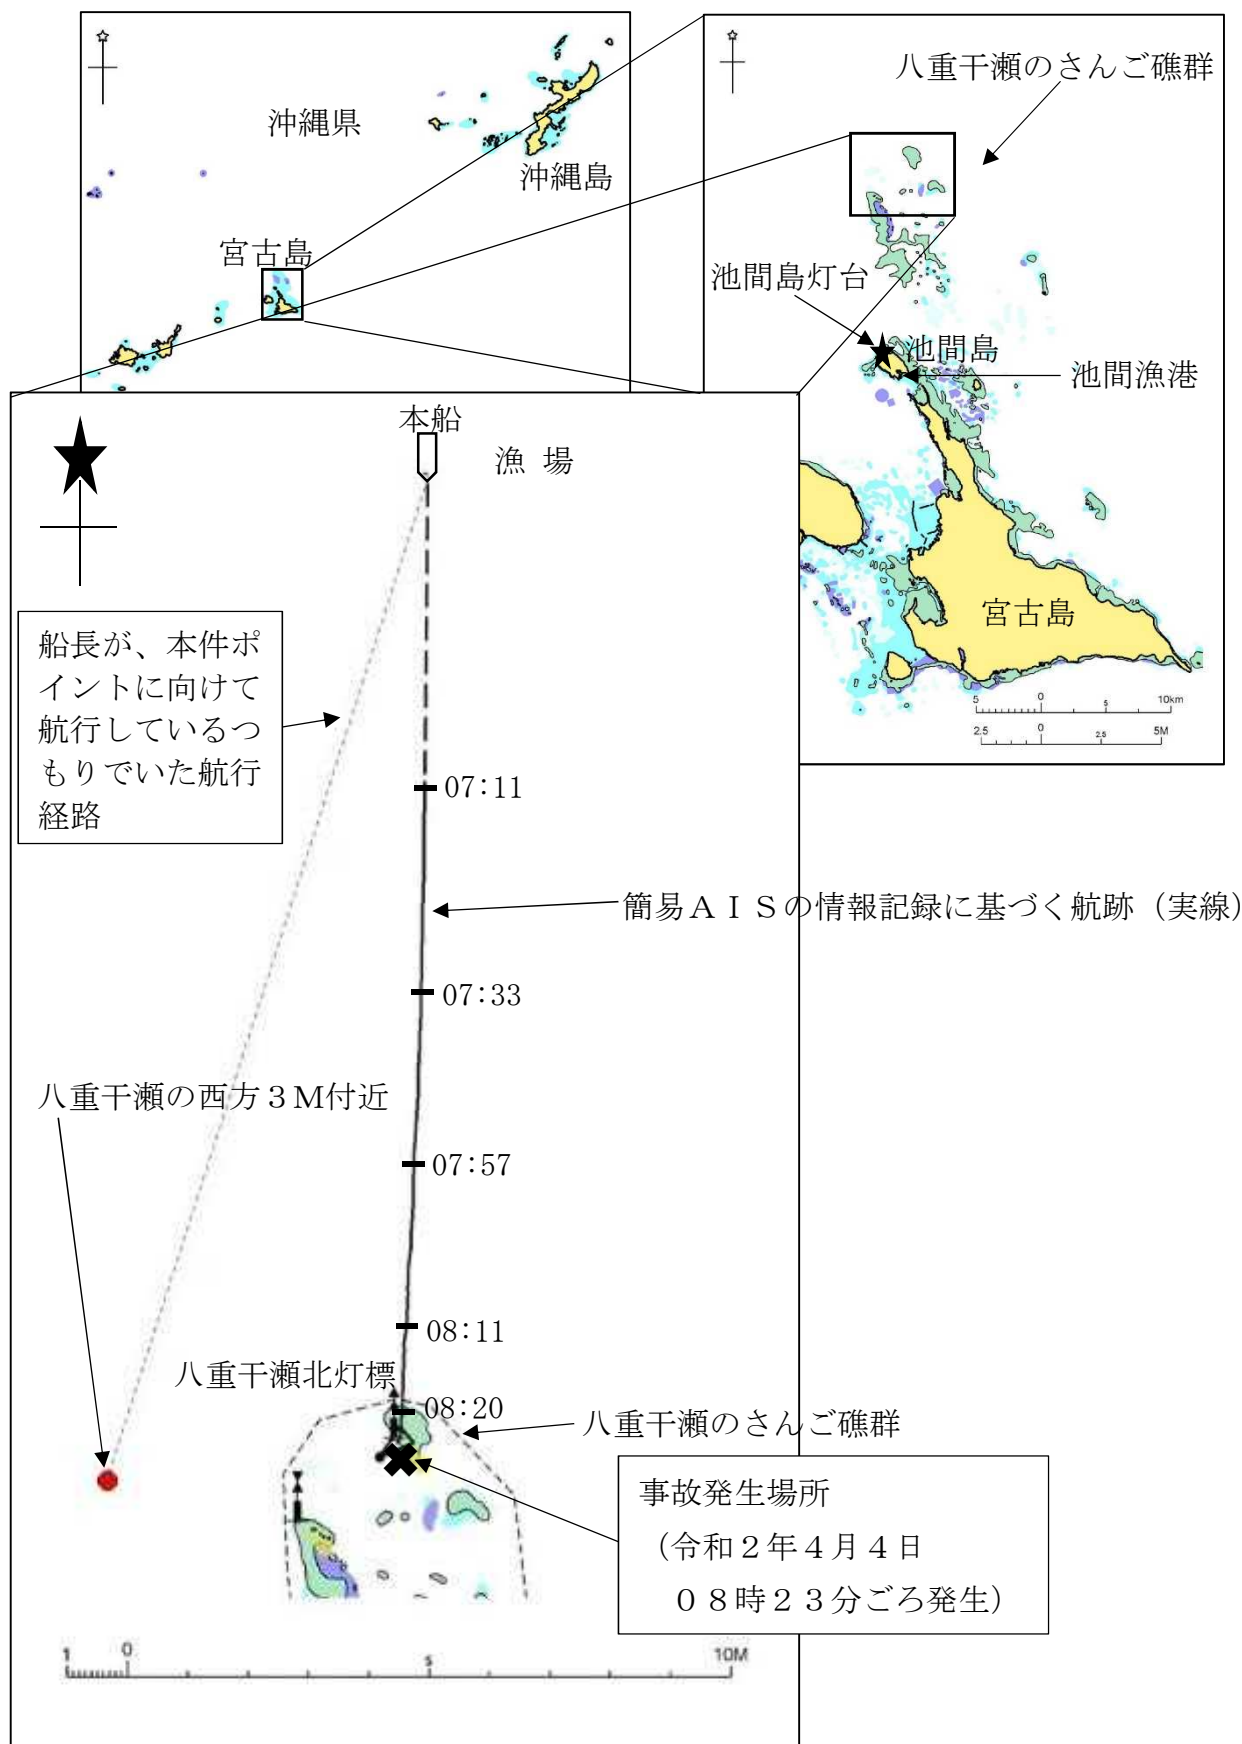 沖縄県
沖縄島
宮古島
八重干瀬のさんご礁群
池間島灯台
池間島
池間漁港
宮古島
5 0 5 10km
2.5 0 2.5 5M
本船
漁 場
船長が、本件ポ
イントに向けて
航行しているつ
もりでいた航行
経路
07:11
簡易ＡＩＳの情報記録に基づく航跡（実線）
07:33
八重干瀬の西方３Ｍ付近
07:57
08:11
八重干瀬北灯標
08:20
八重干瀬のさんご礁群
事故発生場所
（令和２年４月４日
０８時２３分ごろ発生）
1 0 5 10M